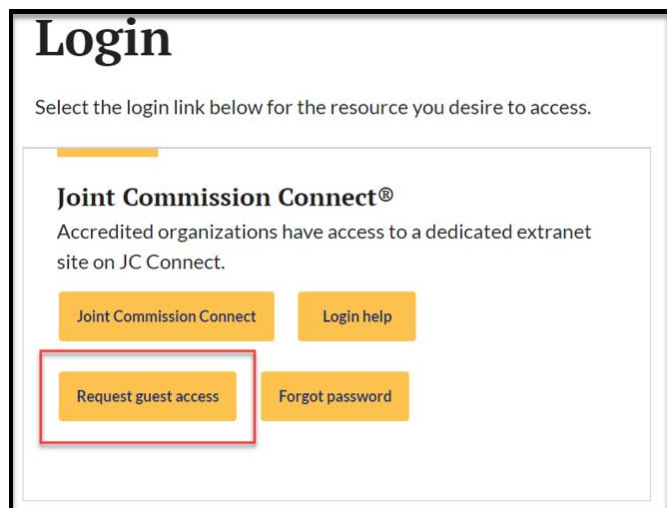 Login
Select the login link below for the resource you desire to access.
Joint Commission Connect®
Accredited organizations have access to a dedicated extranet
site on JC Connect.
Joint Commission Connect
Login help
Request guest access
Forgot password